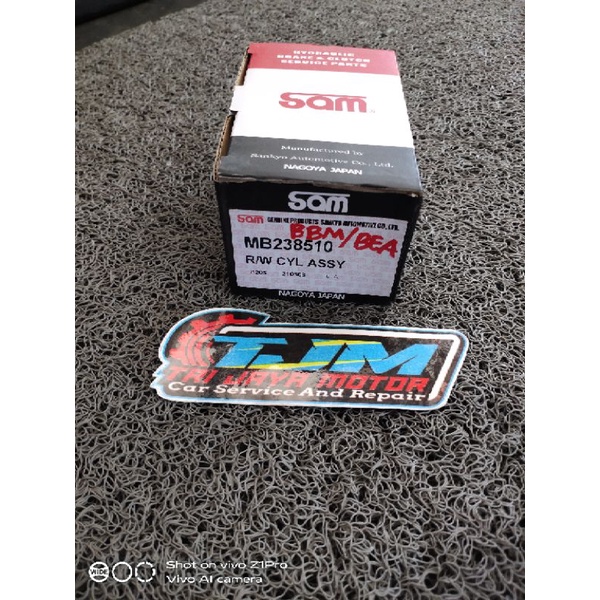 HYDRAULIC
BRAKE & CLUTCH
SERVICE PARTS
Sam
Manufactured by
Sankyo Automotive Co., Ltd.
NAGOYA JAPAN
Sam
Sam GENUINE PRODUCTS SANKYO AUTOMOTIVE CO., LTD.
BBM/BEA
MB238510
R/W CYL ASSY
NAGOYA JAPAN
TJM
TRI JAYA MOTOR
Car Service And Repair
Shot on vivo Z1Pro
Vivo AI camera